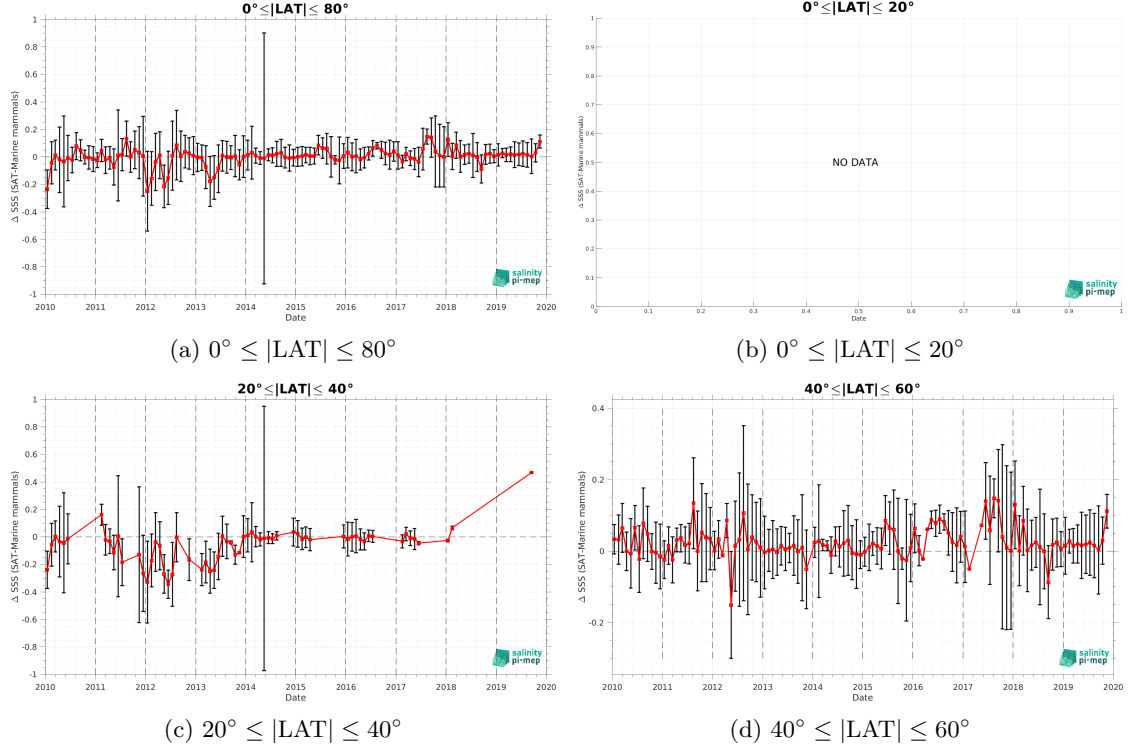 0°≤|LAT|≤ 80°
Δ SSS (SAT-Marine mammals)
1
0.8
0.6
0.4
0.2
0
-0.2
-0.4
-0.6
-0.8
-1
2010 2011 2012 2013 2014 2015 2016 2017 2018 2019 2020
Date
salinity
pi-mep
(a) 0° ≤ |LAT| ≤ 80°
0°≤|LAT|≤ 20°
Δ SSS (SAT-Marine mammals)
1
0.9
0.8
0.7
0.6
0.5
0.4
0.3
0.2
0.1
0
NO DATA
0 0.1 0.2 0.3 0.4 0.5 0.6 0.7 0.8 0.9 1
Date
salinity
pi-mep
(b) 0° ≤ |LAT| ≤ 20°
20°≤|LAT|≤ 40°
Δ SSS (SAT-Marine mammals)
1
0.8
0.6
0.4
0.2
0
-0.2
-0.4
-0.6
-0.8
-1
2010 2011 2012 2013 2014 2015 2016 2017 2018 2019 2020
Date
salinity
pi-mep
(c) 20° ≤ |LAT| ≤ 40°
40°≤|LAT|≤ 60°
Δ SSS (SAT-Marine mammals)
0.4
0.2
0
-0.2
2010 2011 2012 2013 2014 2015 2016 2017 2018 2019 2020
Date
salinity
pi-mep
(d) 40° ≤ |LAT| ≤ 60°